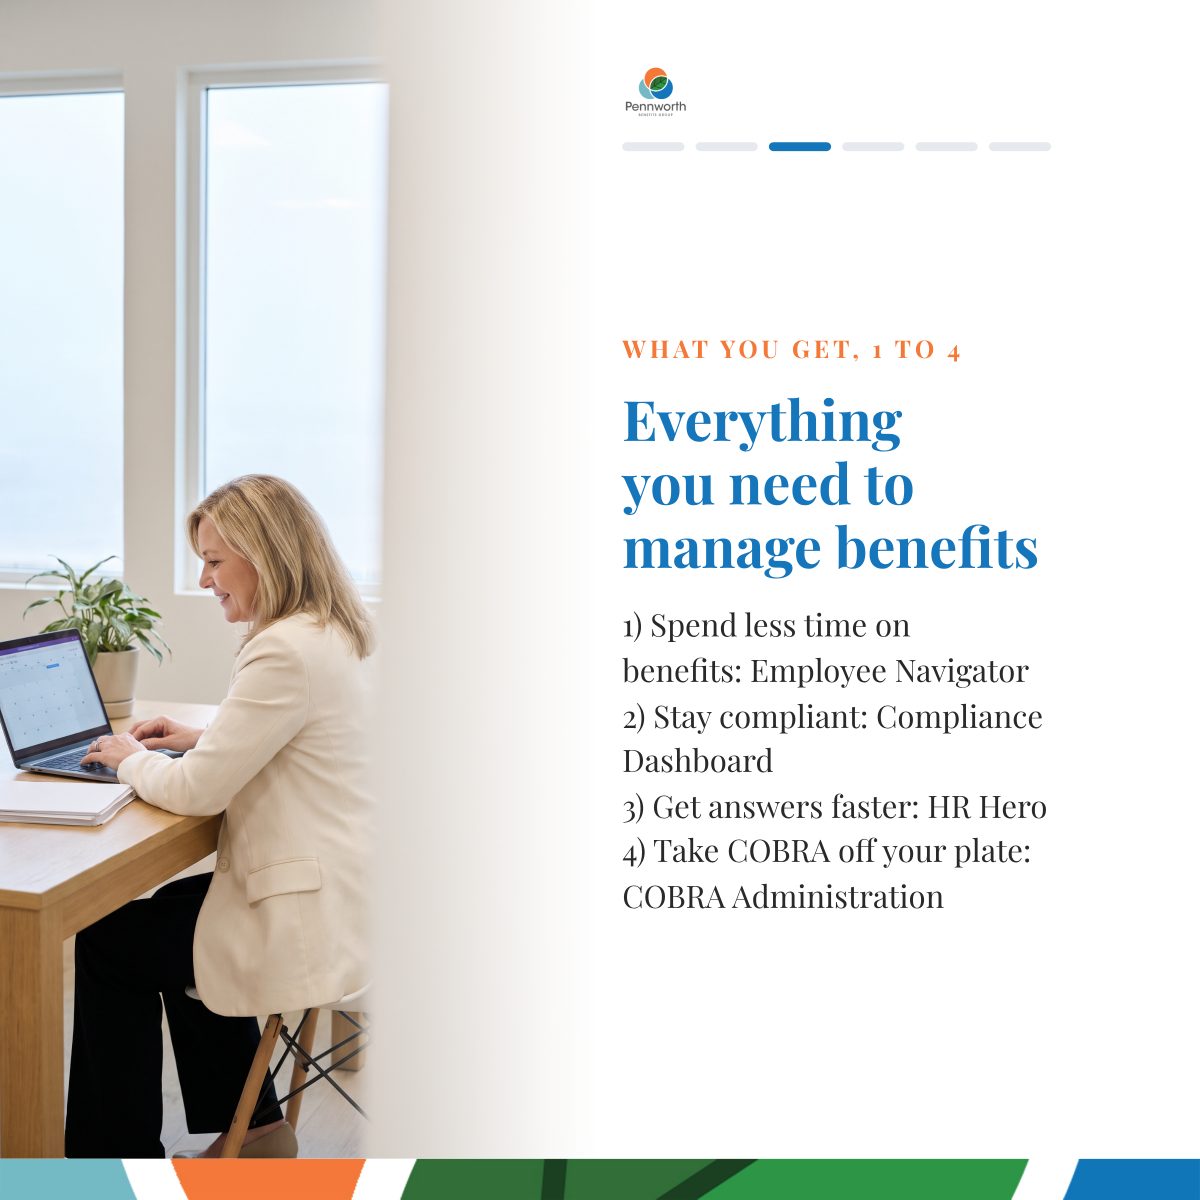 Pennworth
BENEFITS GROUP
WHAT YOU GET, 1 TO 4
Everything
you need to
manage benefits
1) Spend less time on
benefits: Employee Navigator
2) Stay compliant: Compliance
Dashboard
3) Get answers faster: HR Hero
4) Take COBRA off your plate:
COBRA Administration